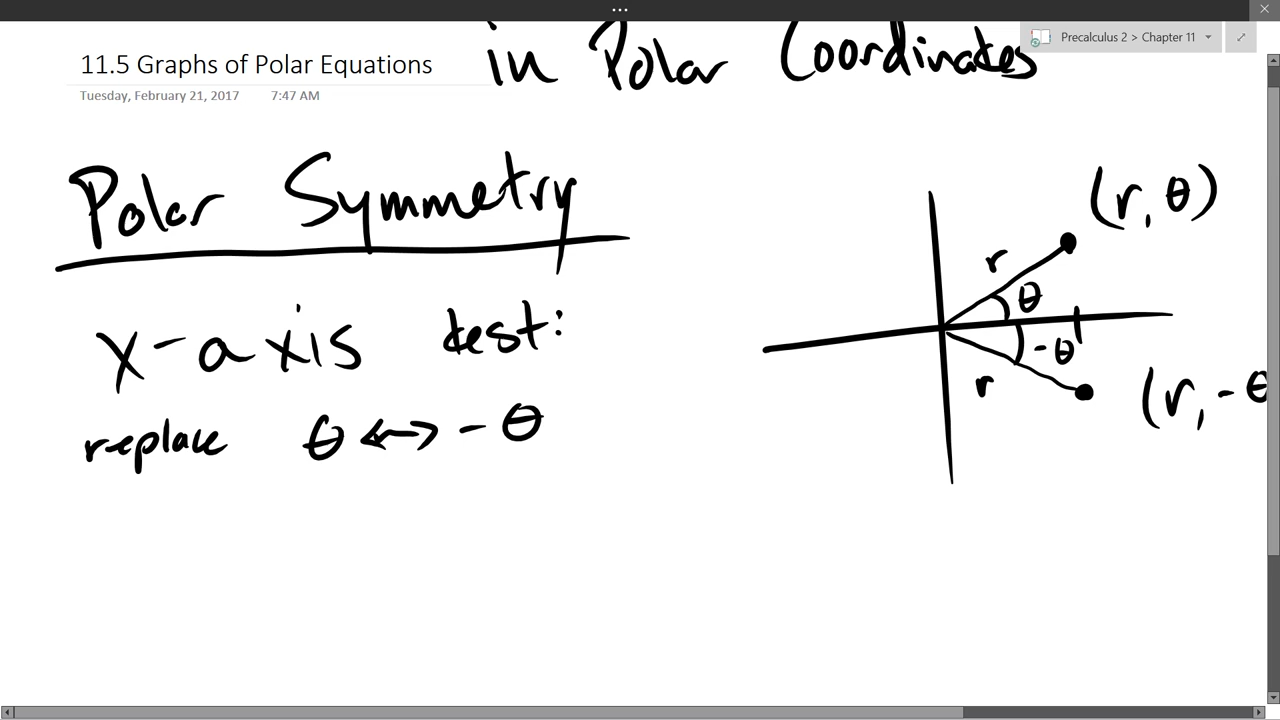 ...
Precalculus 2 > Chapter 11
in Polar Coordinates
11.5 Graphs of Polar Equations
Tuesday, February 21, 2017 7:47 AM
Polar Symmetry
(r, θ)
r
θ
x-axis test:
-θ
r
(r, -θ
replace θ <-> -θ